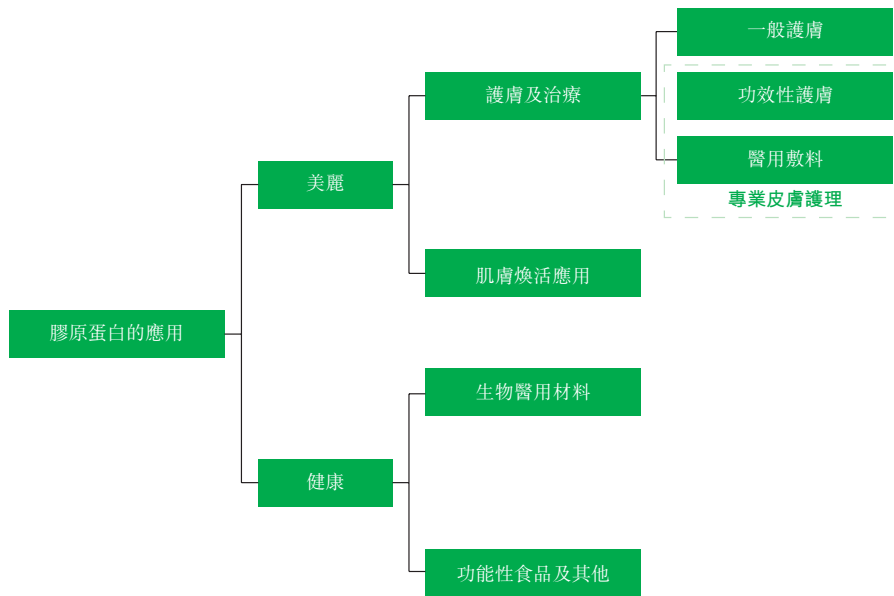 一般護膚
護膚及治療
功效性護膚
醫用敷料
美麗
專業皮膚護理
肌膚煥活應用
膠原蛋白的應用
生物醫用材料
健康
功能性食品及其他